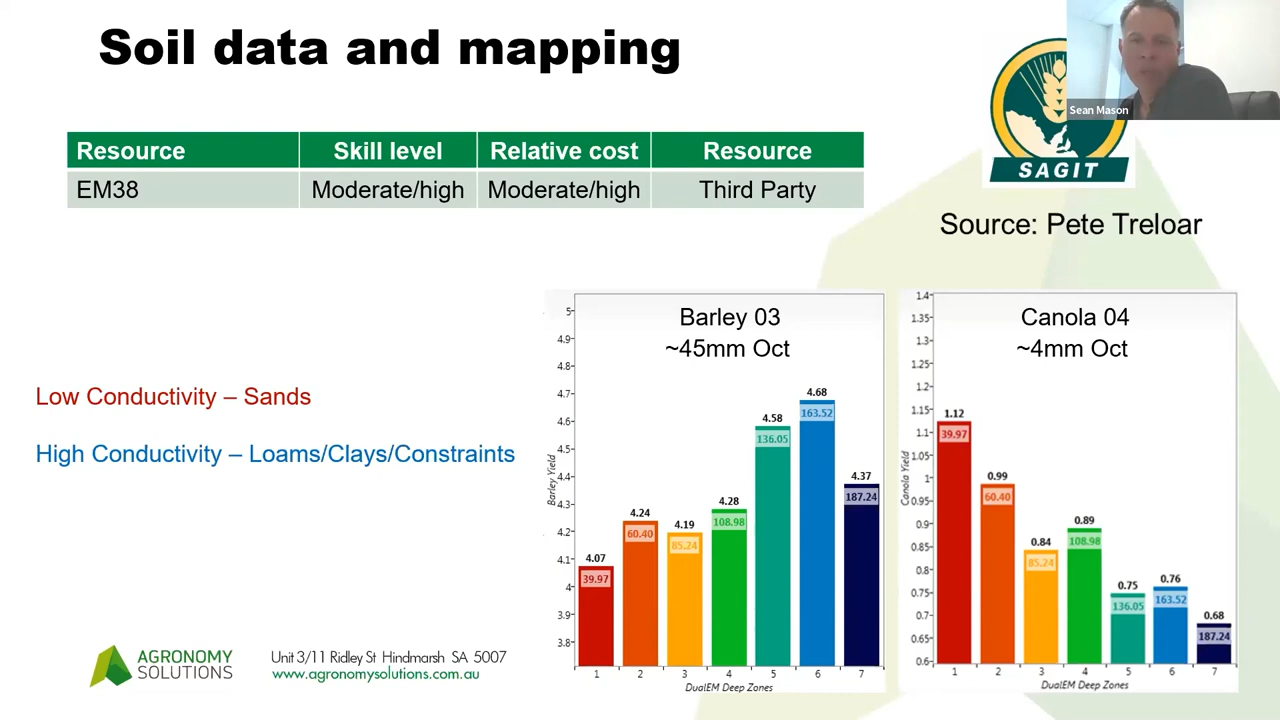 Soil data and mapping
Sean Mason
SAGIT
Resource Skill level Relative cost Resource
EM38 Moderate/high Moderate/high Third Party
Source: Pete Treloar
Low Conductivity – Sands
High Conductivity – Loams/Clays/Constraints
Barley 03
~45mm Oct
Barley Yield
5
4.9
4.8
4.7
4.6
4.5
4.4
4.3
4.2
4.1
4
3.9
3.8
4.07
39.97
4.24
60.40
4.19
85.24
4.28
108.98
4.58
136.05
4.68
163.52
4.37
187.24
1 2 3 4 5 6 7
DualEM Deep Zones
Canola 04
~4mm Oct
Canola Yield
1.4
1.35
1.3
1.25
1.2
1.15
1.1
1.05
1
0.95
0.9
0.85
0.8
0.75
0.7
0.65
0.6
1.12
39.97
0.99
60.40
0.84
85.24
0.89
108.98
0.75
136.05
0.76
163.52
0.68
187.24
1 2 3 4 5 6 7
DualEM Deep Zones
AGRONOMY
SOLUTIONS
Unit 3/11 Ridley St Hindmarsh SA 5007
www.agronomysolutions.com.au